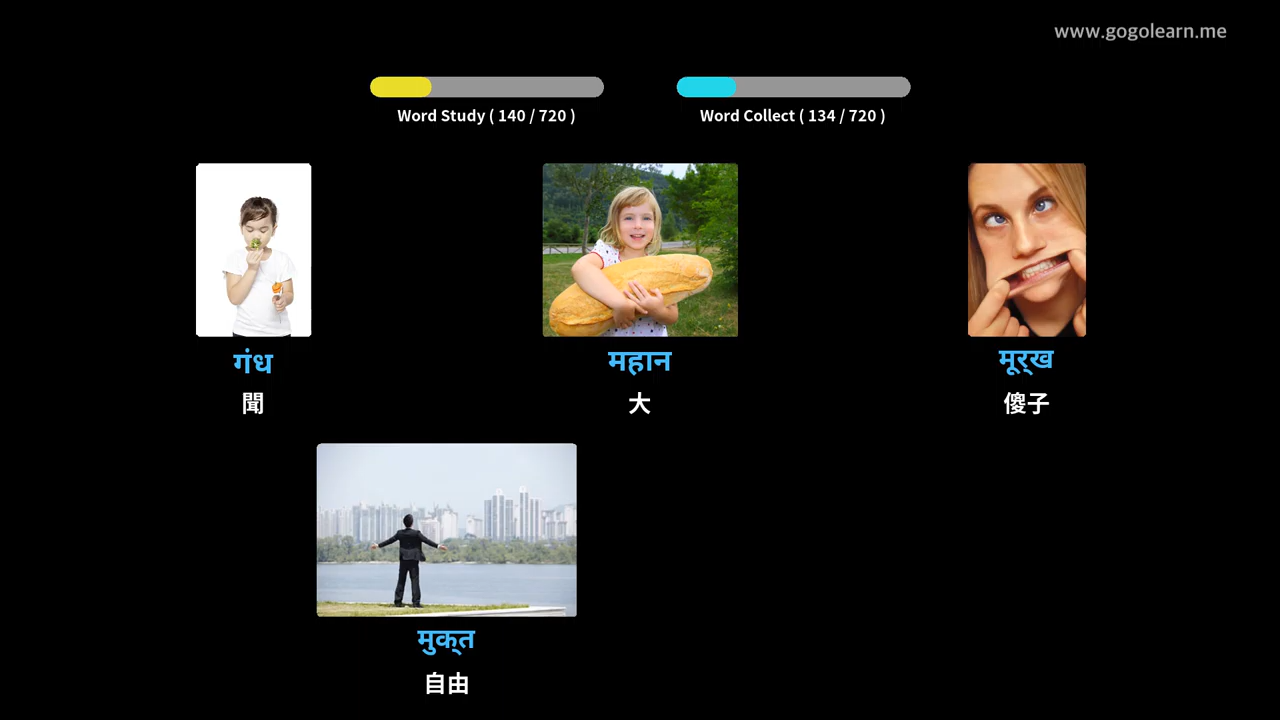 www.gogolearn.me
Word Study ( 140 / 720 )
Word Collect ( 134 / 720 )
गंध
聞
महान
大
मूर्ख
傻子
मुक्त
自由